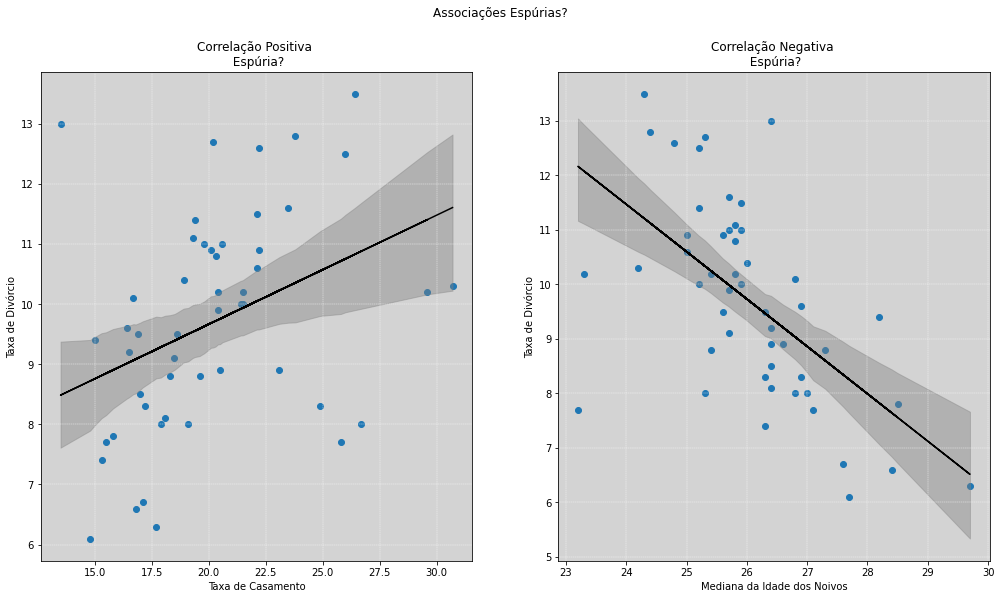 Associações Espúrias?
Correlação Positiva
Espúria?
Taxa de Divórcio
13
12
11
10
9
8
7
6
15.0 17.5 20.0 22.5 25.0 27.5 30.0
Taxa de Casamento
Correlação Negativa
Espúria?
Taxa de Divórcio
13
12
11
10
9
8
7
6
5
23 24 25 26 27 28 29 30
Mediana da Idade dos Noivos